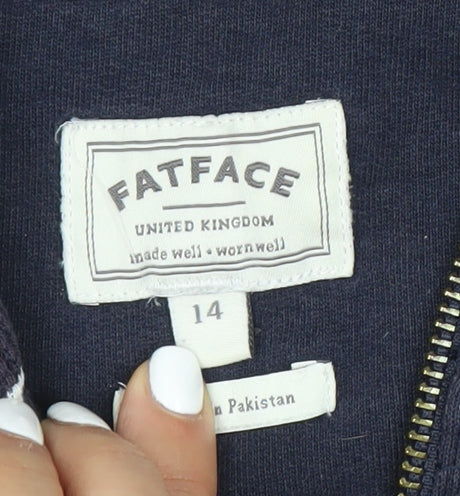 FATFACE
UNITED KINGDOM
made well • worn well
14
n Pakistan